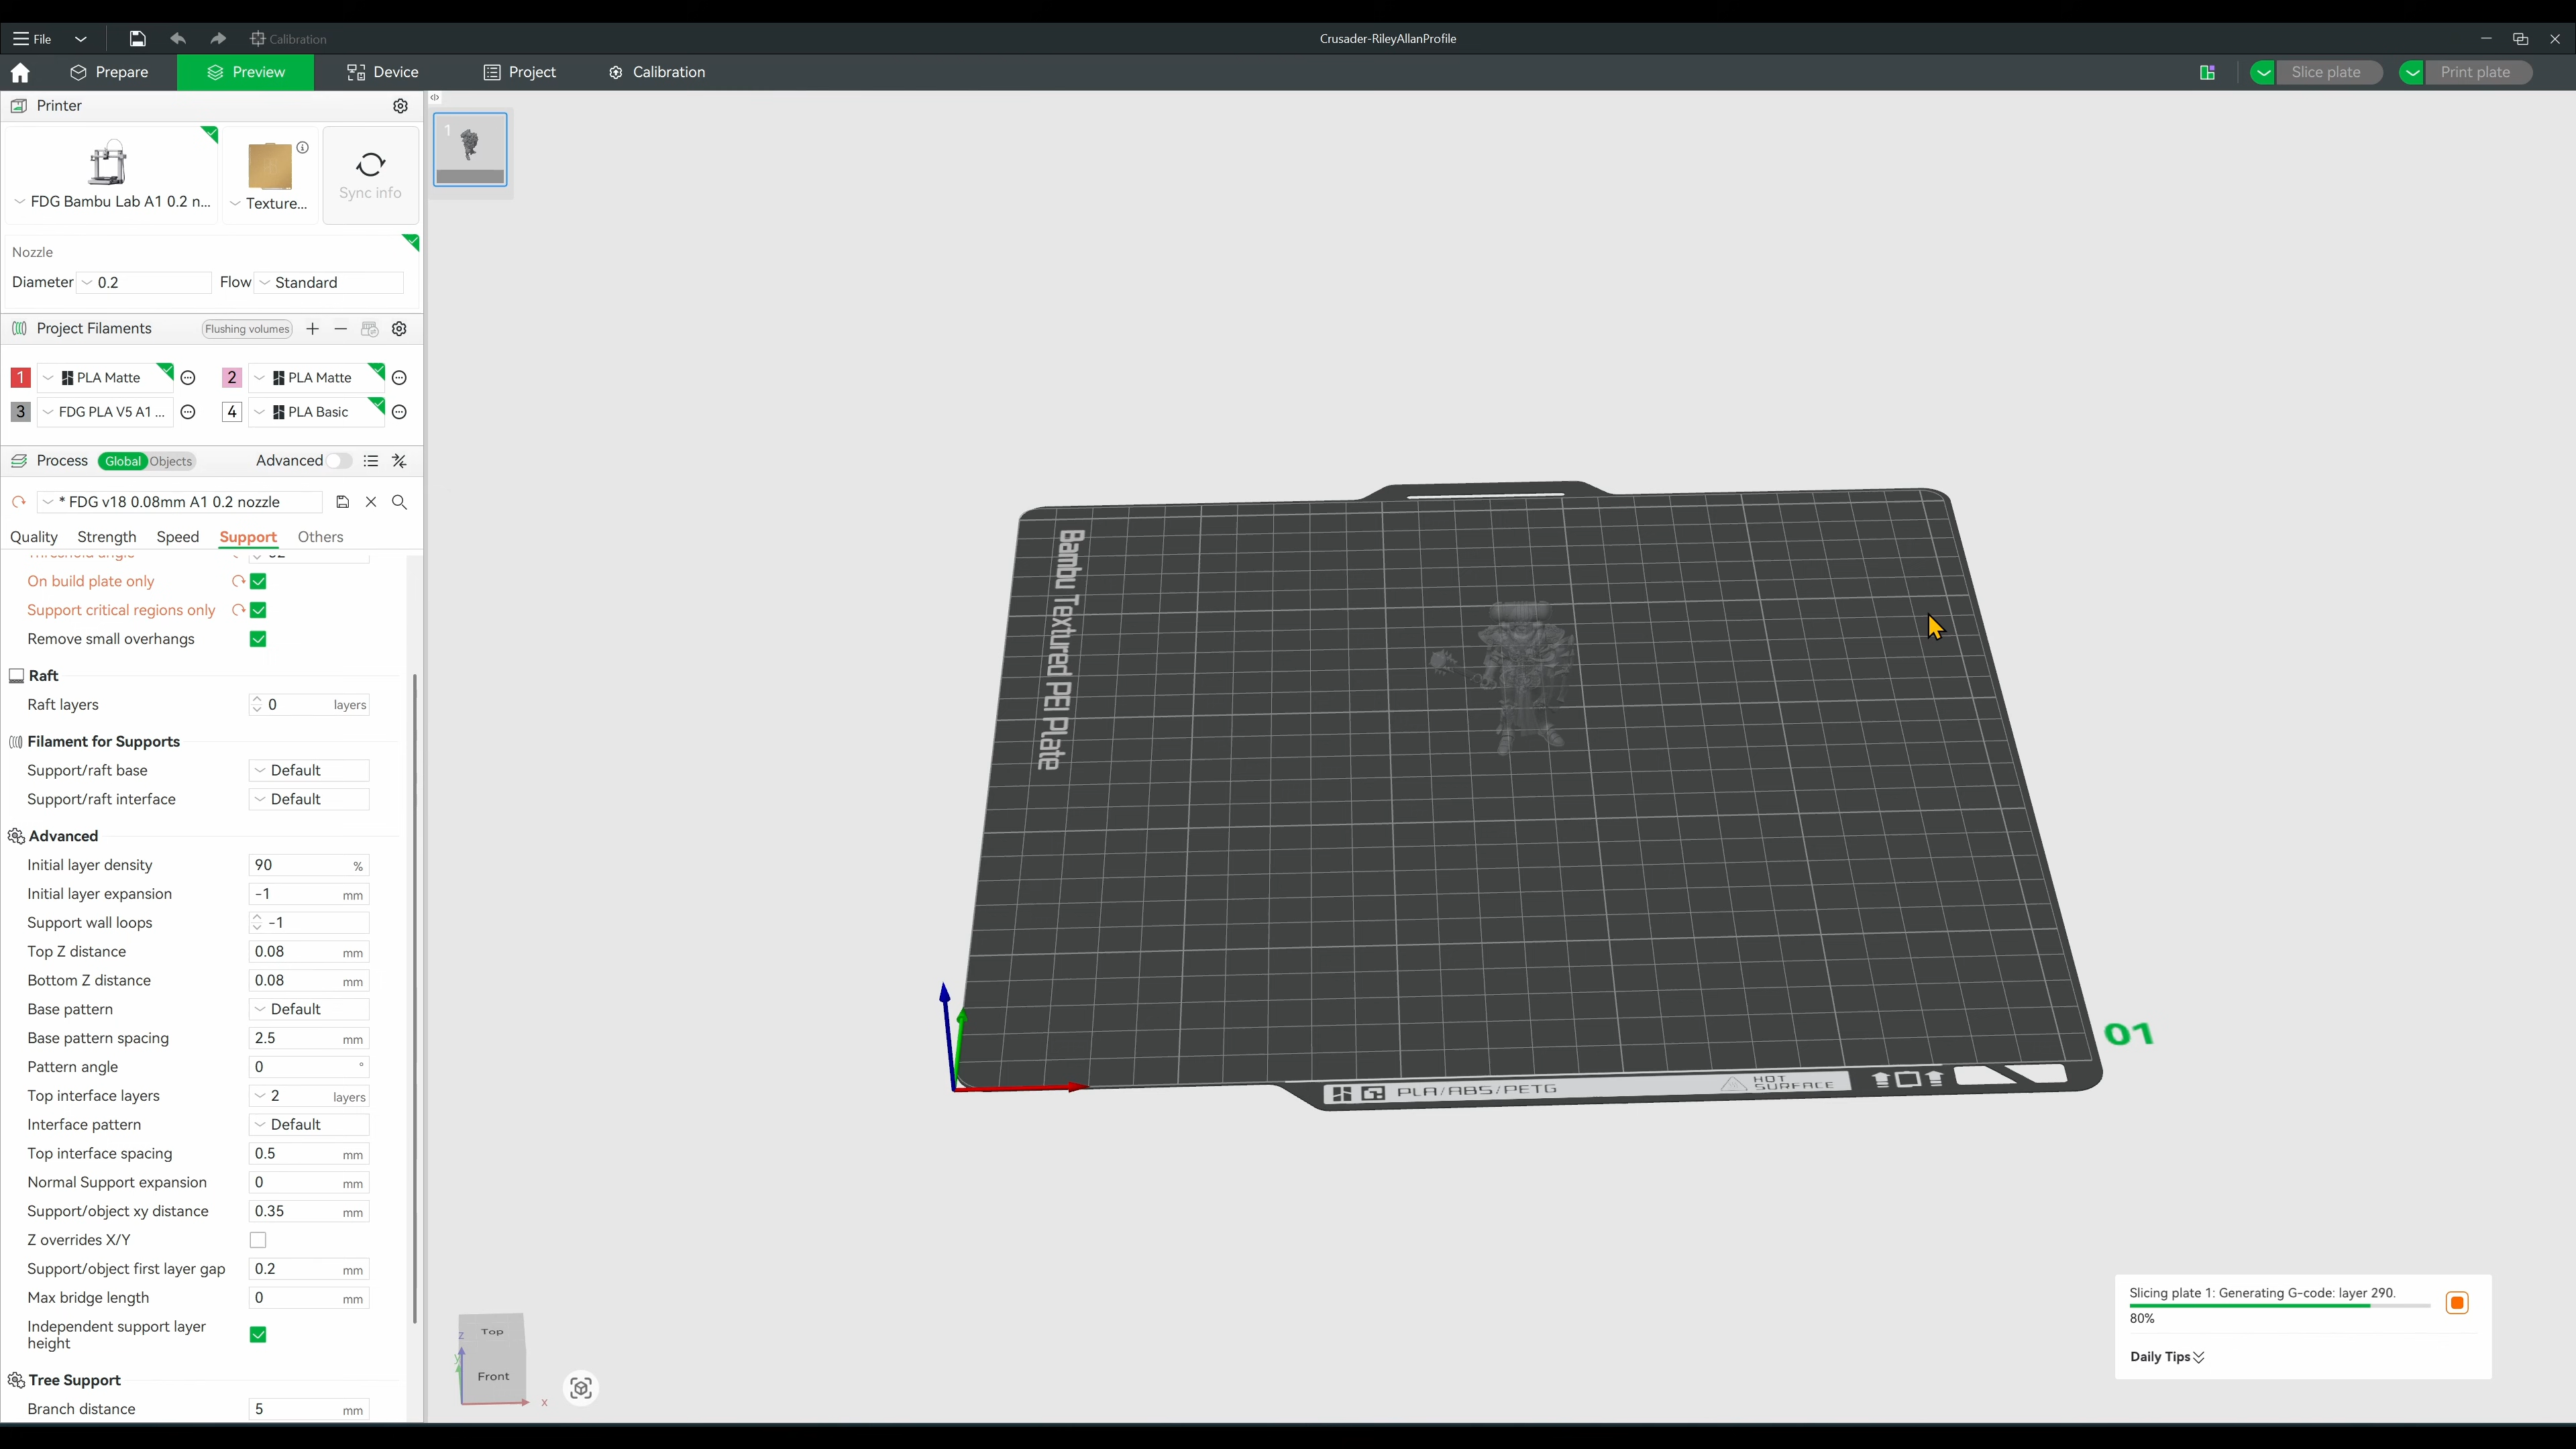 File
Calibration
Crusader-RileyAllanProfile
Prepare
Preview
Device
Project
Calibration
Slice plate
Print plate
Printer
FDG Bambu Lab A1 0.2 n...
Texture...
Sync info
Nozzle
Diameter 0.2 Flow Standard
Project Filaments Flushing volumes
1 PLA Matte 2 PLA Matte
3 FDG PLA V5 A1 ... 4 PLA Basic
Process Global Objects Advanced
* FDG v18 0.08mm A1 0.2 nozzle
Quality Strength Speed Support Others
On build plate only
Support critical regions only
Remove small overhangs
Raft
Raft layers 0 layers
Filament for Supports
Support/raft base Default
Support/raft interface Default
Advanced
Initial layer density 90 %
Initial layer expansion -1 mm
Support wall loops -1
Top Z distance 0.08 mm
Bottom Z distance 0.08 mm
Base pattern Default
Base pattern spacing 2.5 mm
Pattern angle 0 °
Top interface layers 2 layers
Interface pattern Default
Top interface spacing 0.5 mm
Normal Support expansion 0 mm
Support/object xy distance 0.35 mm
Z overrides X/Y
Support/object first layer gap 0.2 mm
Max bridge length 0 mm
Independent support layer
height
Tree Support
Branch distance 5 mm
1
Bambu Textured PEI Plate
PLA/ABS/PETG
HOT
SURFACE
01
Top
Front
z
y
x
Slicing plate 1: Generating G-code: layer 290.
80%
Daily Tips